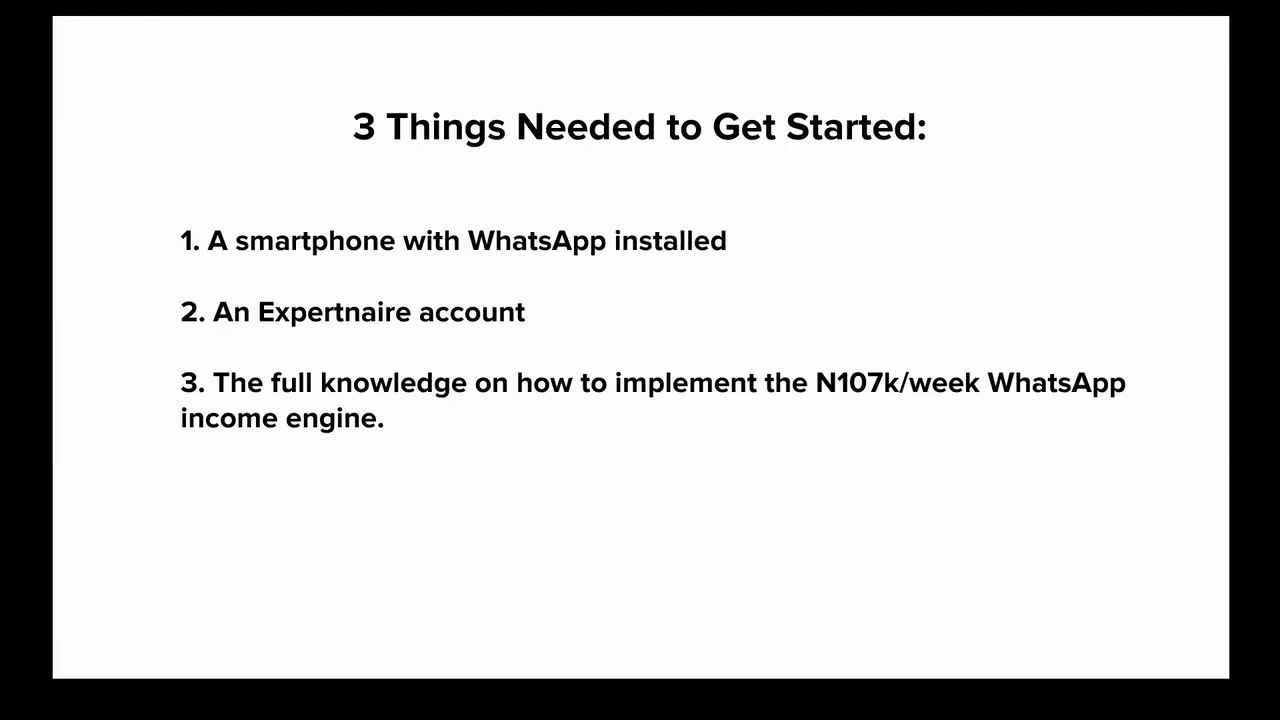 3 Things Needed to Get Started:
1. A smartphone with WhatsApp installed
2. An Expertnaire account
3. The full knowledge on how to implement the N107k/week WhatsApp
income engine.